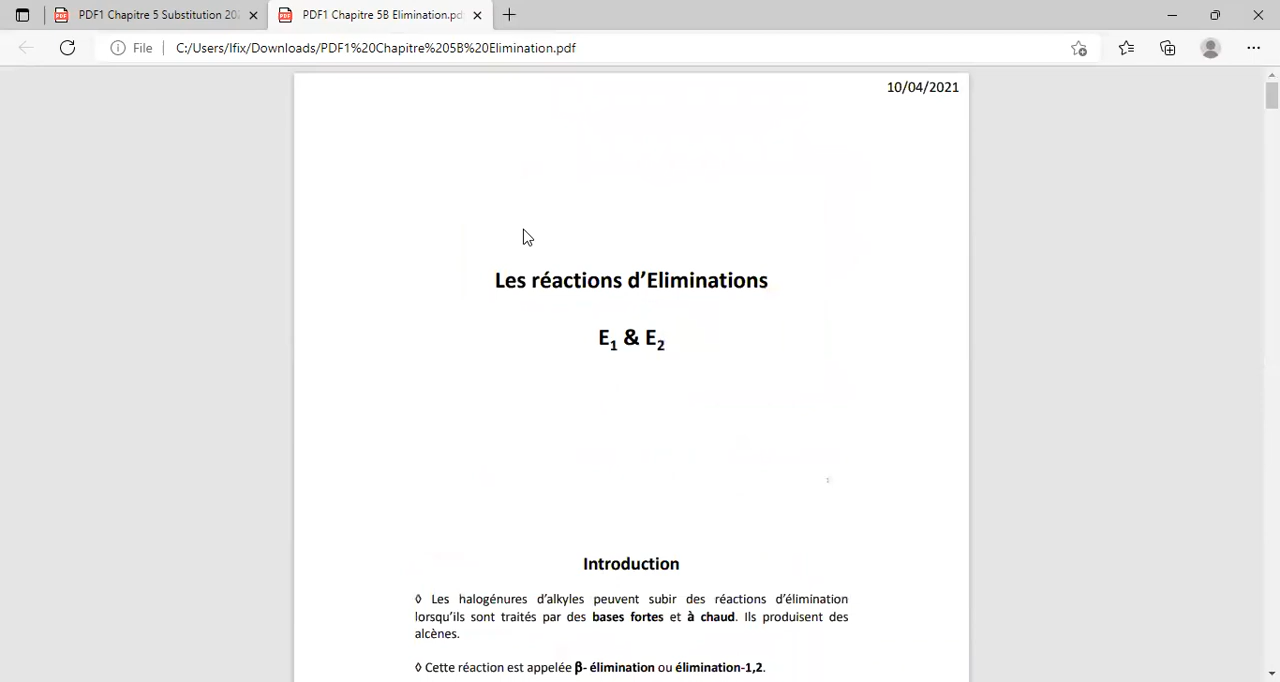 PDF1 Chapitre 5 Substitution 202
PDF1 Chapitre 5B Elimination.pd
File
C:/Users/Ifix/Downloads/PDF1%20Chapitre%205B%20Elimination.pdf
10/04/2021
Les réactions d’Eliminations
E₁ & E₂
1
Introduction
◊ Les halogénures d’alkyles peuvent subir des réactions d’élimination
lorsqu’ils sont traités par des bases fortes et à chaud. Ils produisent des
alcènes.
◊ Cette réaction est appelée β- élimination ou élimination-1,2.